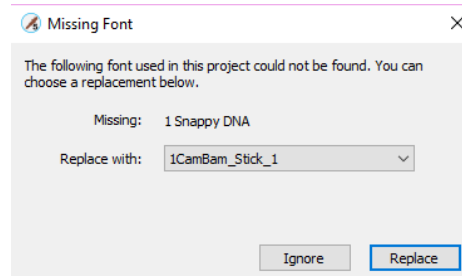 Missing Font
The following font used in this project could not be found. You can
choose a replacement below.
Missing: 1 Snappy DNA
Replace with: 1CamBam_Stick_1
Ignore Replace